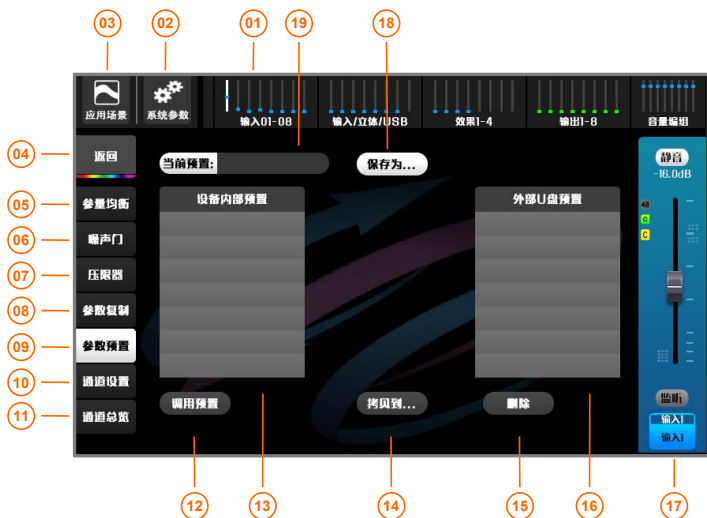 03 02 01 19 18
应用场景 系统参数 输入01-08 输入/立体/USB 效果1-4 输出1-8 音量编组
04 返回 当前预置: 保存为... 静音
-16.0dB
05 参量均衡 设备内部预置 外部U盘预置 48
G
06 噪声门 C
07 压限器
08 参数复制
09 参数预置
10 通道设置 调用预置 拷贝到... 删除 监听
11 通道总览 输入1
输入1
12 13 14 15 16 17